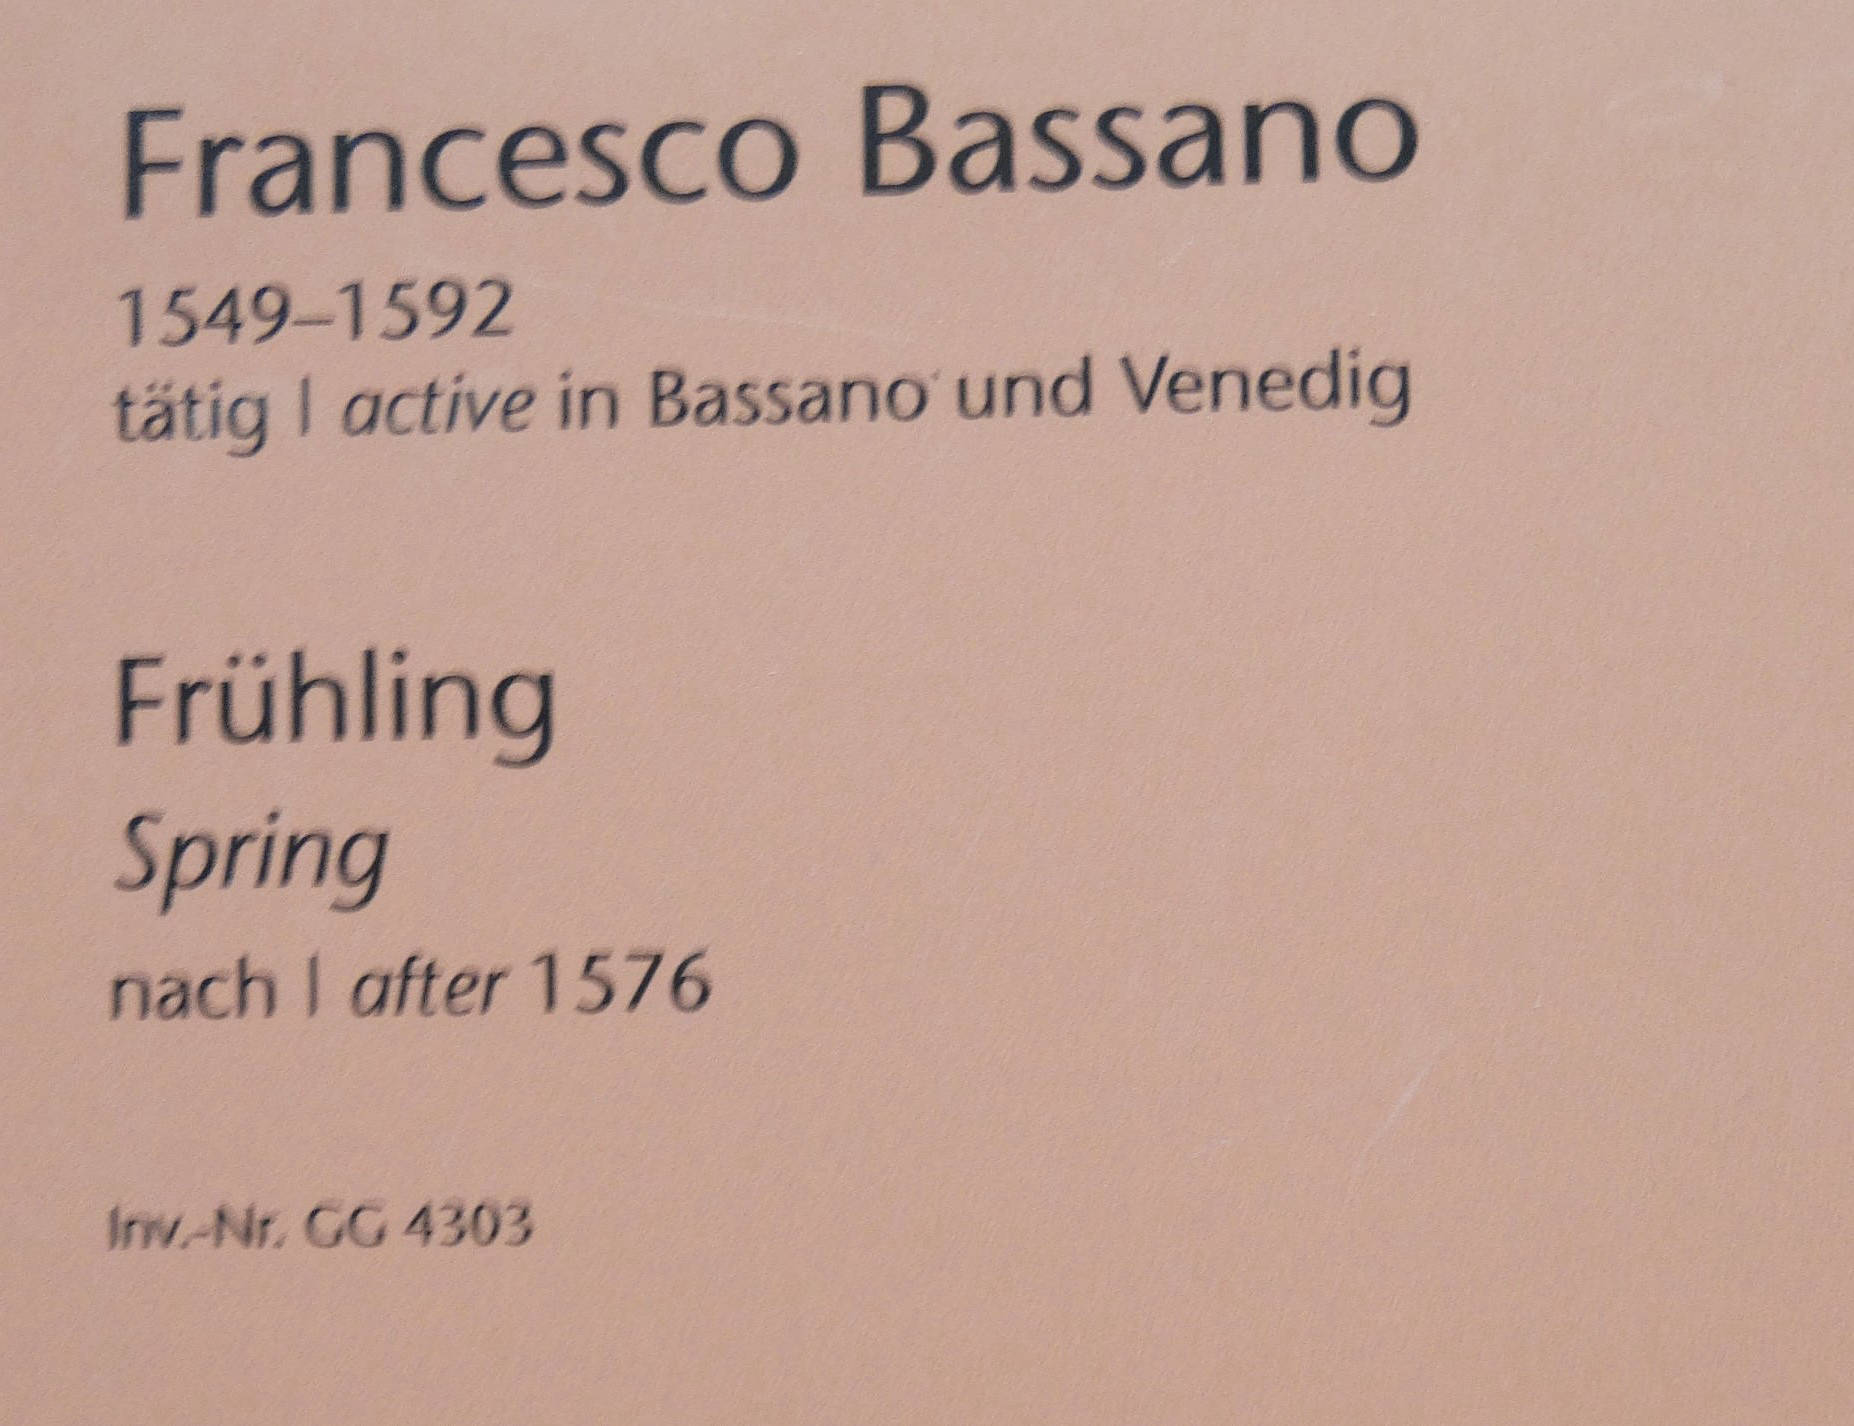 Francesco Bassano
1549–1592
tätig | active in Bassano und Venedig
Frühling
Spring
nach | after 1576
Inv.-Nr. GG 4303